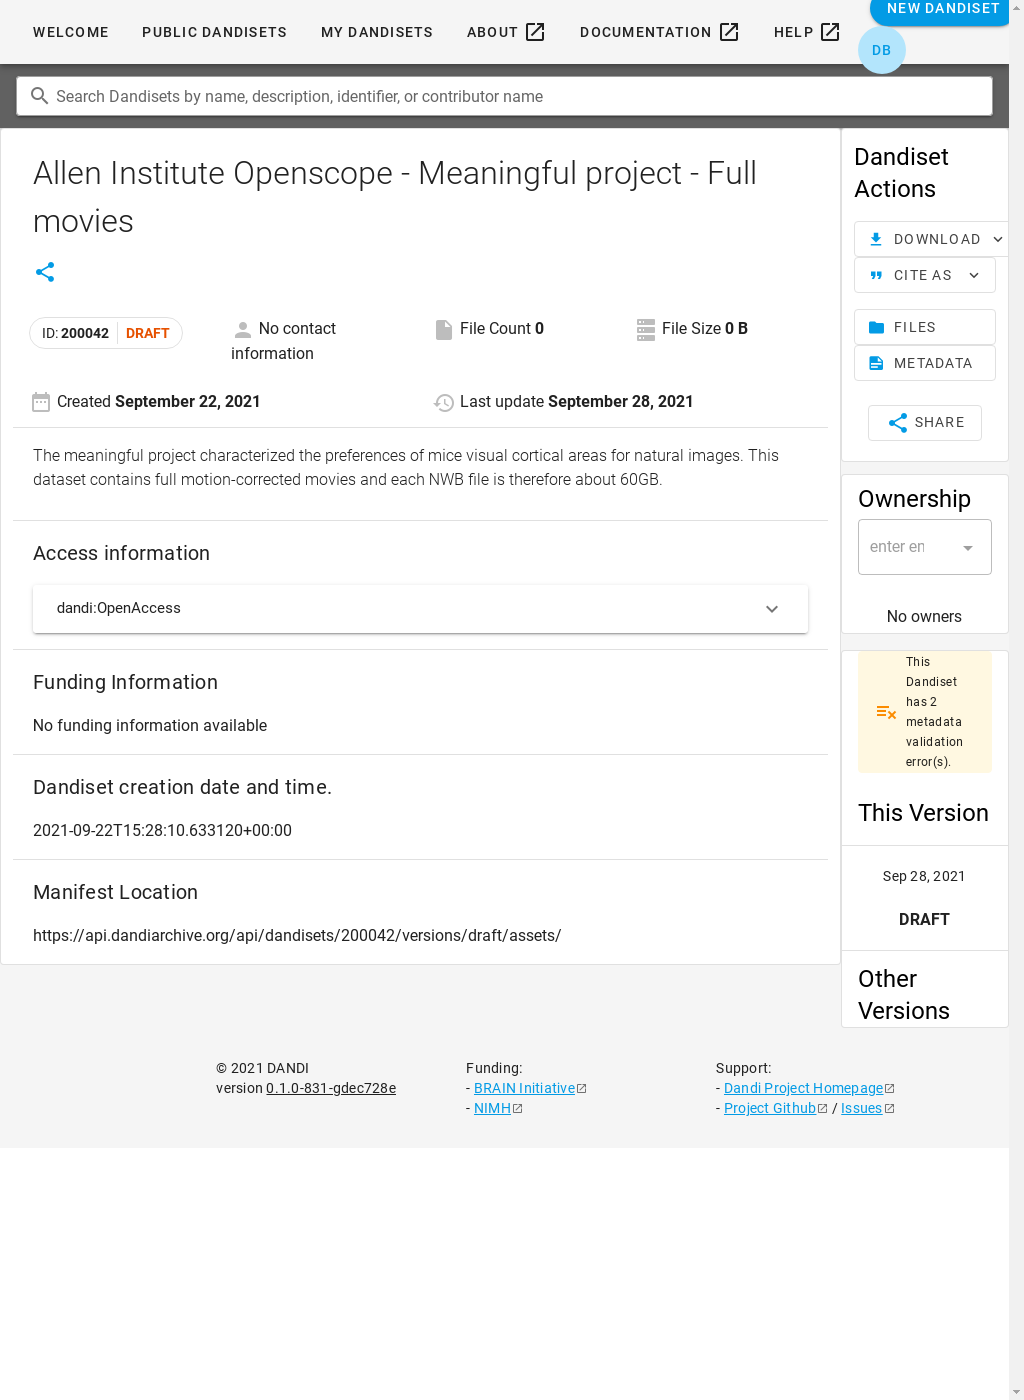 WELCOME PUBLIC DANDISETS MY DANDISETS ABOUT DOCUMENTATION HELP NEW DANDISET
DB
Search Dandisets by name, description, identifier, or contributor name
Allen Institute Openscope - Meaningful project - Full
movies
ID: 200042 DRAFT
No contact
information
File Count 0
File Size 0 B
Created September 22, 2021
Last update September 28, 2021
The meaningful project characterized the preferences of mice visual cortical areas for natural images. This
dataset contains full motion-corrected movies and each NWB file is therefore about 60GB.
Access information
dandi:OpenAccess
Funding Information
No funding information available
Dandiset creation date and time.
2021-09-22T15:28:10.633120+00:00
Manifest Location
https://api.dandiarchive.org/api/dandisets/200042/versions/draft/assets/
Dandiset
Actions
DOWNLOAD
CITE AS
FILES
METADATA
SHARE
Ownership
enter en
No owners
This
Dandiset
has 2
metadata
validation
error(s).
This Version
Sep 28, 2021
DRAFT
Other
Versions
© 2021 DANDI
version 0.1.0-831-gdec728e
Funding:
- BRAIN Initiative
- NIMH
Support:
- Dandi Project Homepage
- Project Github / Issues